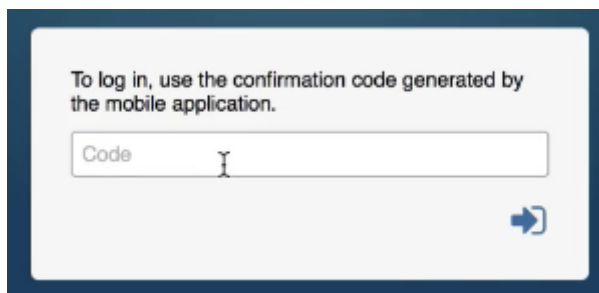 To log in, use the confirmation code generated by
the mobile application.
Code